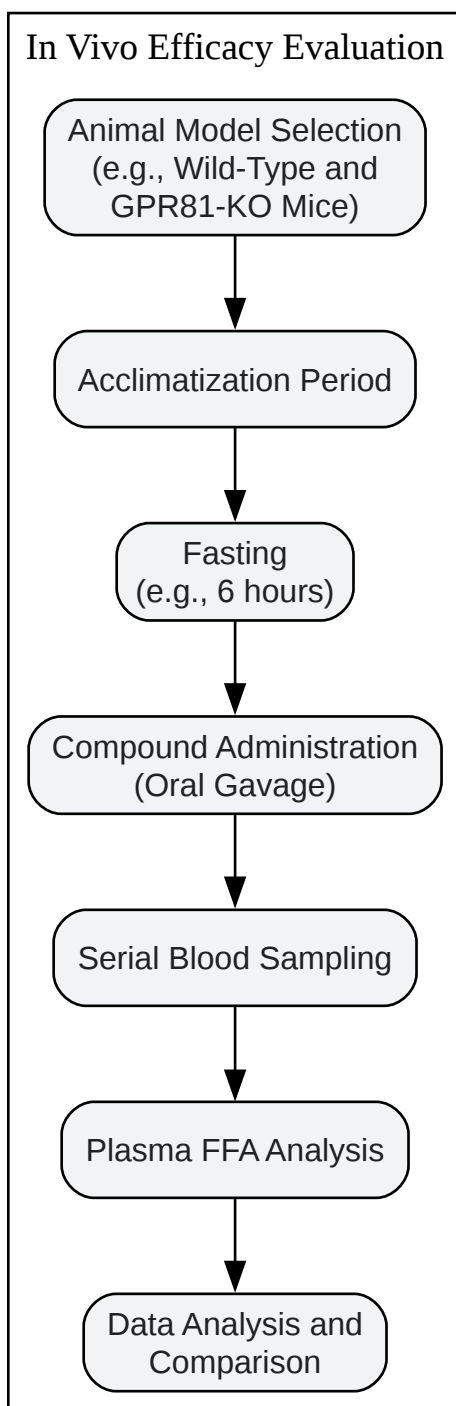 In Vivo Efficacy Evaluation
Animal Model Selection
(e.g., Wild-Type and
GPR81-KO Mice)
Acclimatization Period
Fasting
(e.g., 6 hours)
Compound Administration
(Oral Gavage)
Serial Blood Sampling
Plasma FFA Analysis
Data Analysis and
Comparison